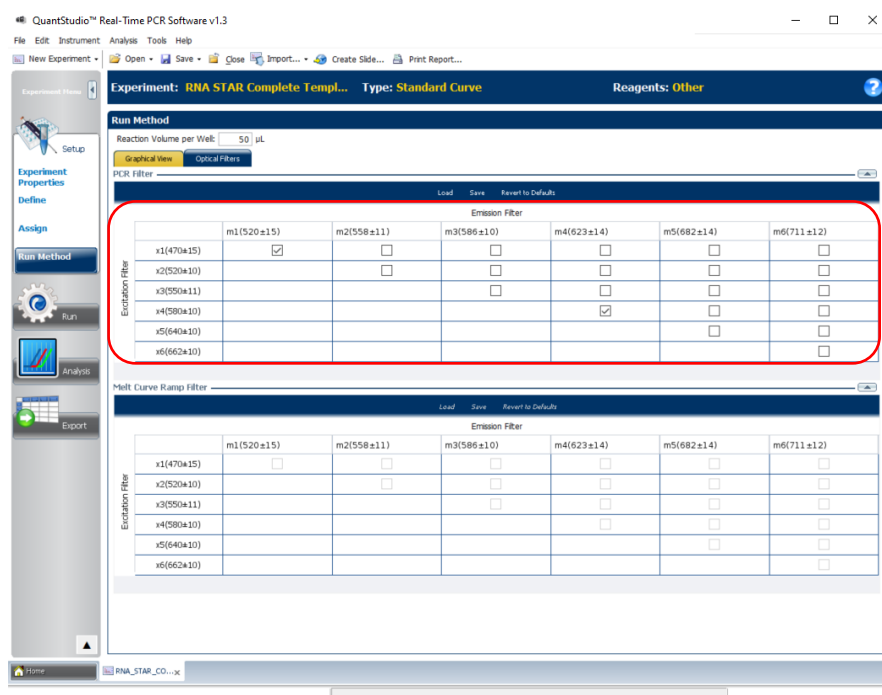 QuantStudio™ Real-Time PCR Software v1.3
File Edit Instrument Analysis Tools Help
New Experiment Open Save Close Import... Create Slide... Print Report...
Experiment Menu
Experiment: RNA STAR Complete Templ... Type: Standard Curve Reagents: Other ?
Setup
Experiment Properties
Define
Assign
Run Method
Run
Analysis
Export
Run Method
Reaction Volume per Well: 50 µL
Graphical View Optical Filters
PCR Filter
Load Save Revert to Defaults
Emission Filter
m1(520±15) m2(558±11) m3(586±10) m4(623±14) m5(682±14) m6(711±12)
Excitation Filter
x1(470±15)
x2(520±10)
x3(550±11)
x4(580±10)
x5(640±10)
x6(662±10)
Melt Curve Ramp Filter
Load Save Revert to Defaults
Emission Filter
m1(520±15) m2(558±11) m3(586±10) m4(623±14) m5(682±14) m6(711±12)
Excitation Filter
x1(470±15)
x2(520±10)
x3(550±11)
x4(580±10)
x5(640±10)
x6(662±10)
Home RNA_STAR_CO... x